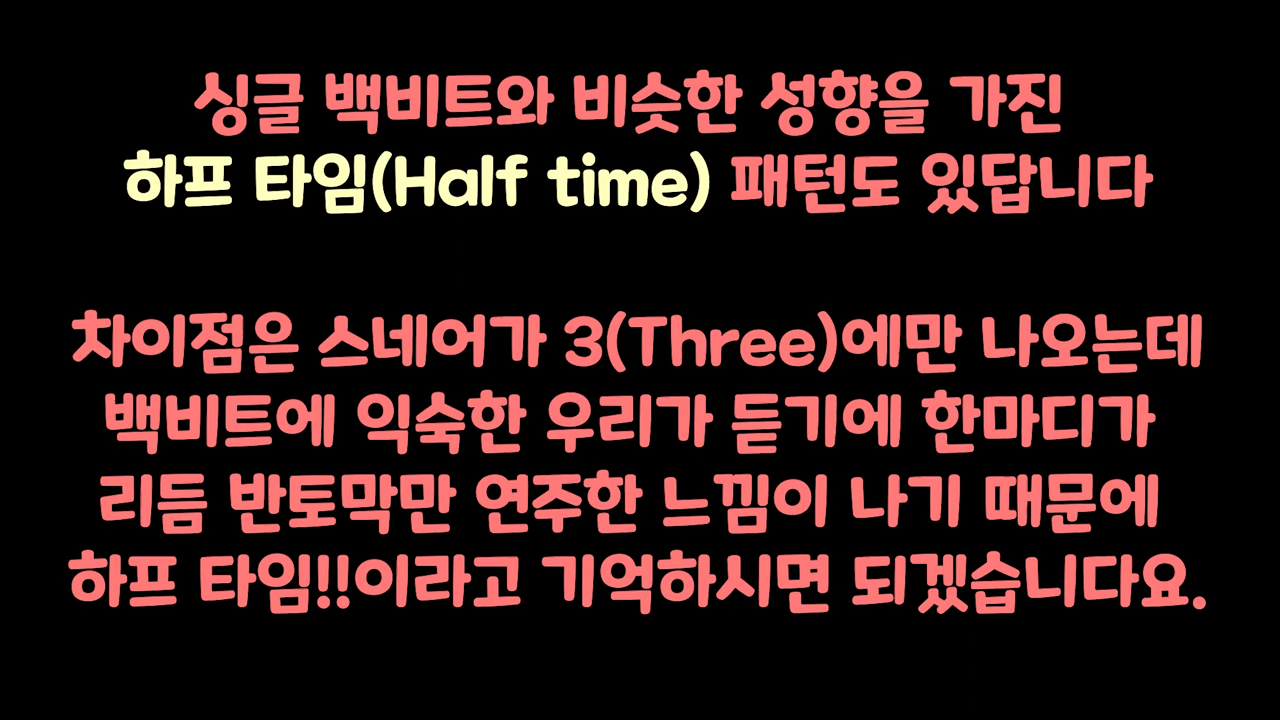 싱글 백비트와 비슷한 성향을 가진
하프 타임(Half time) 패턴도 있답니다
차이점은 스네어가 3(Three)에만 나오는데
백비트에 익숙한 우리가 듣기에 한마디가
리듬 반토막만 연주한 느낌이 나기 때문에
하프 타임!!이라고 기억하시면 되겠습니다요.